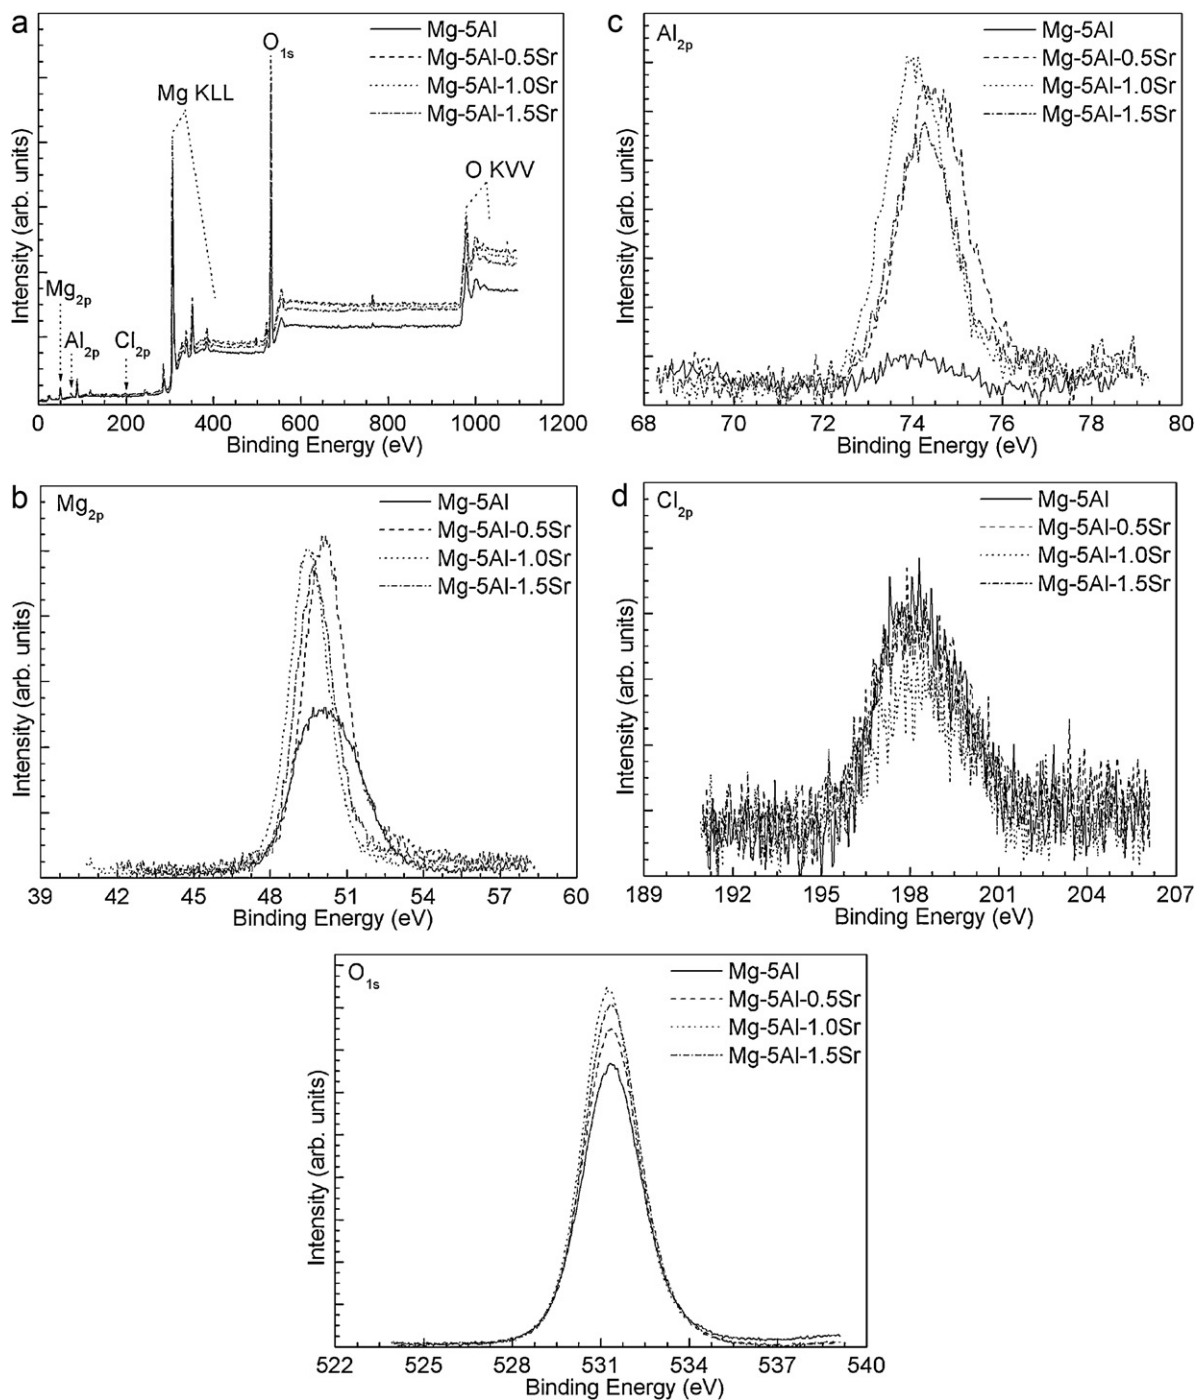 a
O1s
Mg KLL
O KVV
Mg2p
Al2p
Cl2p
Mg-5Al
Mg-5Al-0.5Sr
Mg-5Al-1.0Sr
Mg-5Al-1.5Sr
Intensity (arb. units)
0 200 400 600 800 1000 1200
Binding Energy (eV)
c
Al2p
Mg-5Al
Mg-5Al-0.5Sr
Mg-5Al-1.0Sr
Mg-5Al-1.5Sr
Intensity (arb. units)
68 70 72 74 76 78 80
Binding Energy (eV)
b
Mg2p
Mg-5Al
Mg-5Al-0.5Sr
Mg-5Al-1.0Sr
Mg-5Al-1.5Sr
Intensity (arb. units)
39 42 45 48 51 54 57 60
Binding Energy (eV)
d
Cl2p
Mg-5Al
Mg-5Al-0.5Sr
Mg-5Al-1.0Sr
Mg-5Al-1.5Sr
Intensity (arb. units)
189 192 195 198 201 204 207
Binding Energy (eV)
O1s
Mg-5Al
Mg-5Al-0.5Sr
Mg-5Al-1.0Sr
Mg-5Al-1.5Sr
Intensity (arb. units)
522 525 528 531 534 537 540
Binding Energy (eV)